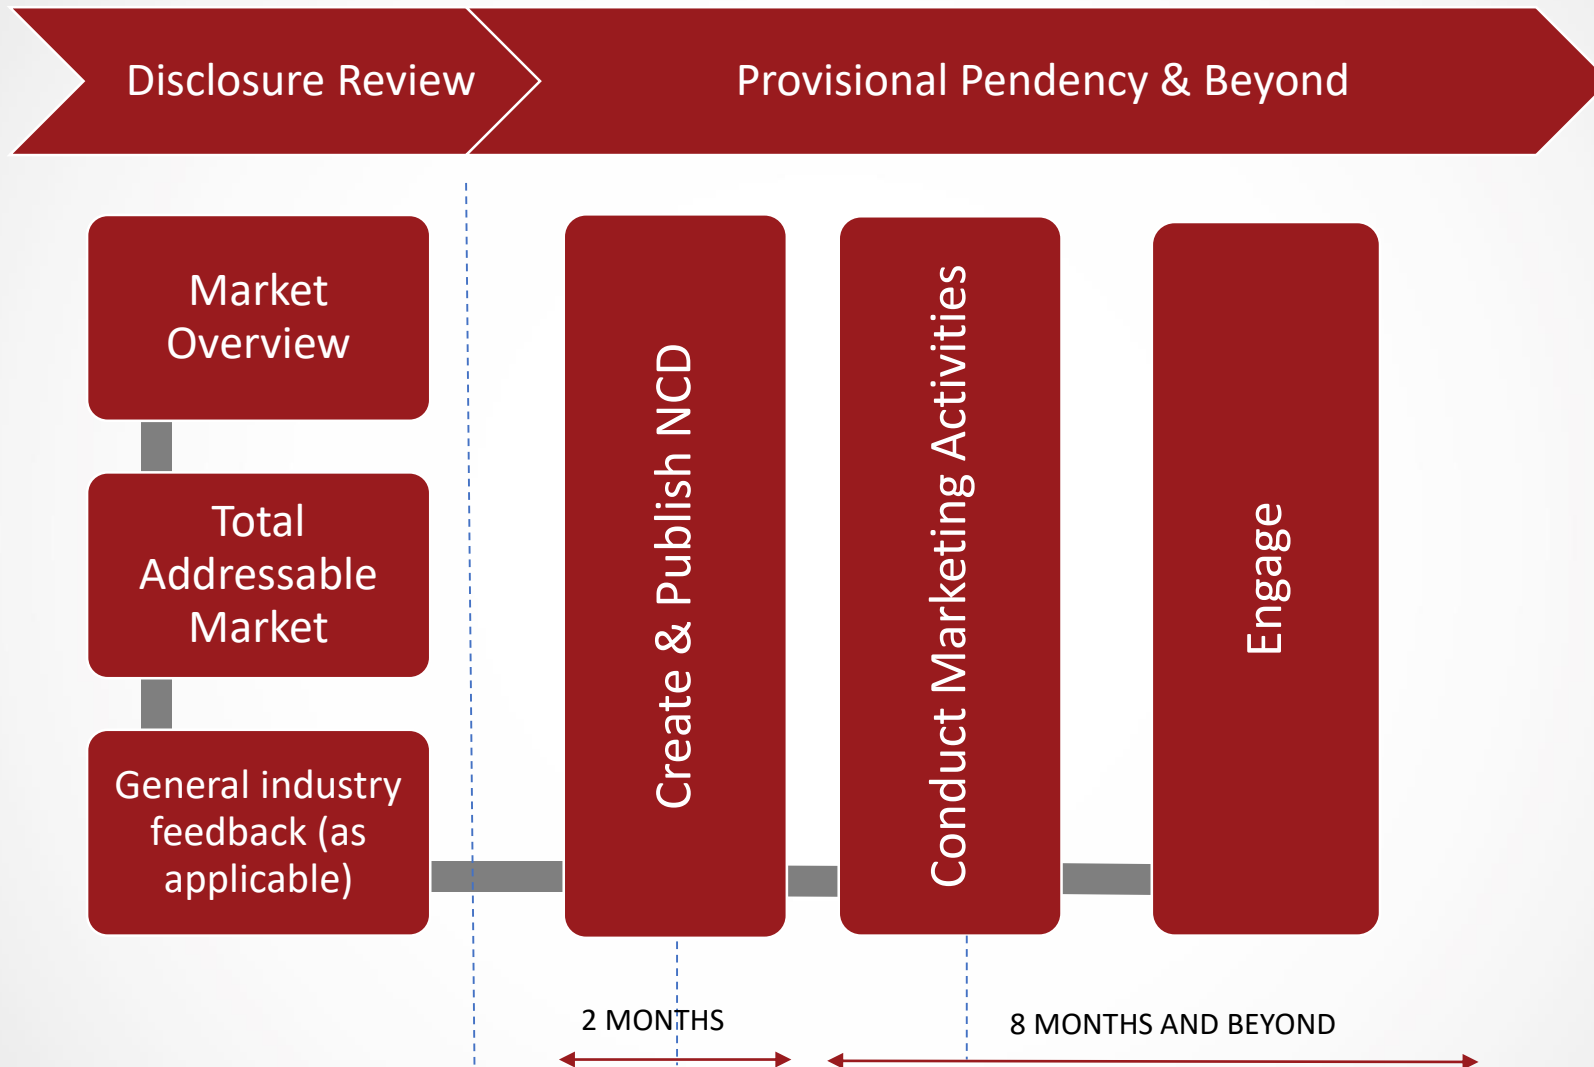 Disclosure Review
Provisional Pendency & Beyond
Market
Overview
Total
Addressable
Market
General industry
feedback (as
applicable)
Create & Publish NCD
Conduct Marketing Activities
Engage
2 MONTHS
8 MONTHS AND BEYOND